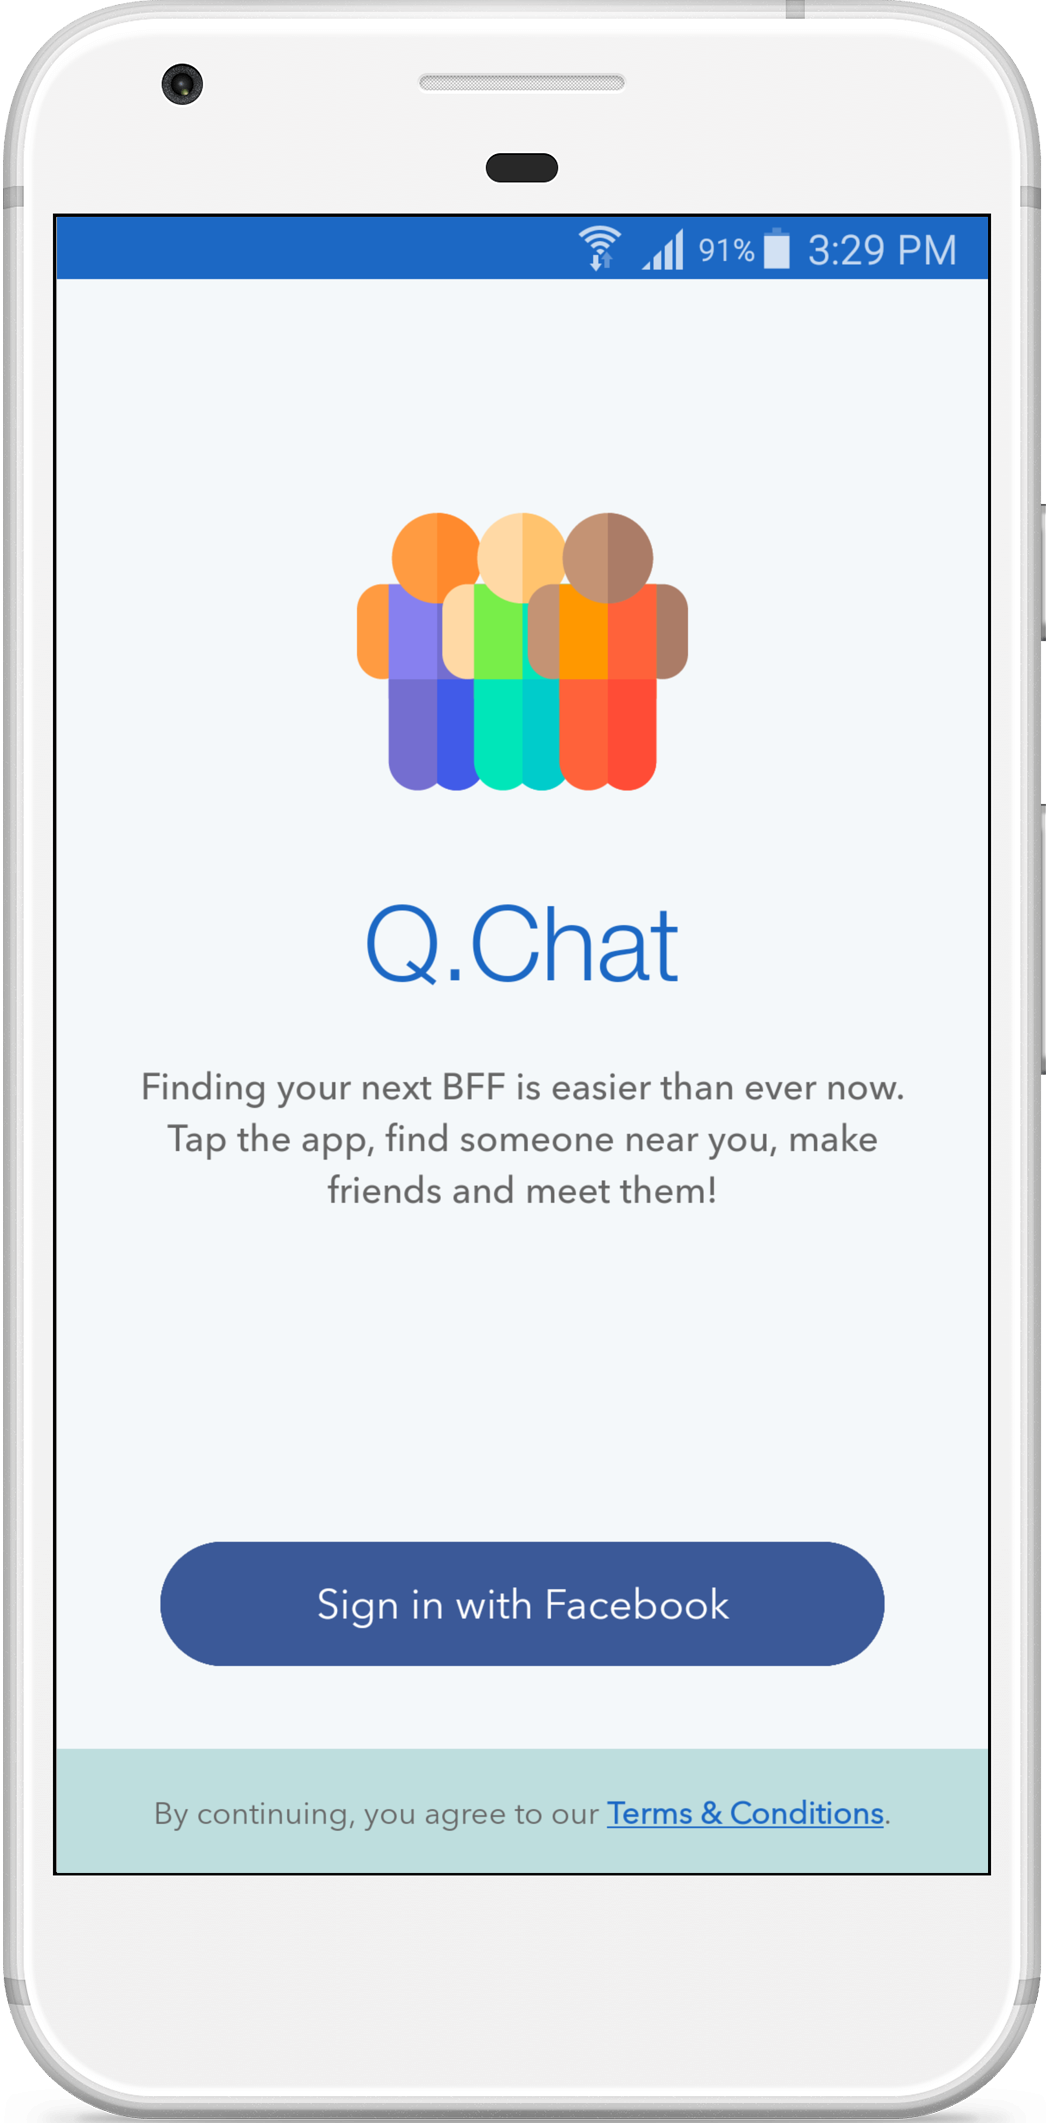 91% 3:29 PM
Q.Chat
Finding your next BFF is easier than ever now.
Tap the app, find someone near you, make
friends and meet them!
Sign in with Facebook
By continuing, you agree to our Terms & Conditions.